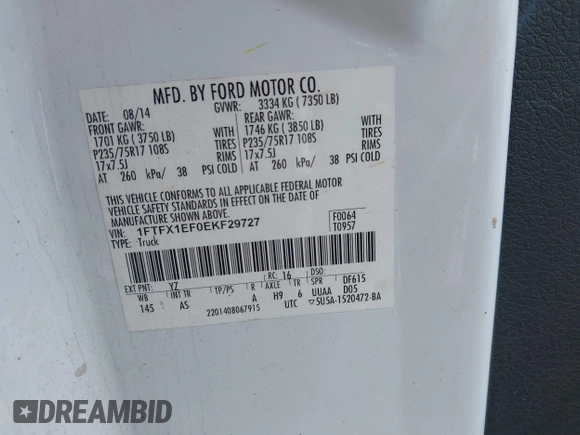 MFD. BY FORD MOTOR CO.
DATE: 08/14 GVWR: 3334 KG ( 7350 LB)
FRONT GAWR: REAR GAWR:
1701 KG ( 3750 LB) 1746 KG ( 3850 LB)
P235/75R17 108S TIRES P235/75R17 108S TIRES
17x7.5J RIMS 17x7.5J RIMS
AT 260 kPa/ 38 PSI COLD AT 260 kPa/ 38 PSI COLD
THIS VEHICLE CONFORMS TO ALL APPLICABLE FEDERAL MOTOR
VEHICLE SAFETY STANDARDS IN EFFECT ON THE DATE OF
MANUFACTURE SHOWN ABOVE.
VIN: 1FTFX1EF0EKF29727 F0064
TYPE: Truck T0957
EXT PNT: YZ RC: 16 DSO: DF615
WB INT TR TP/PS R AXLE TR D05
145 AS A H9 6 UUAA
2201408067915 UTC ▽5U5A-1520472-BA
DREAMBID